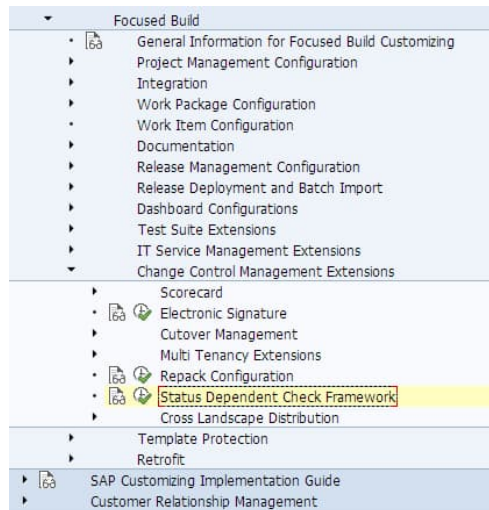 Focused Build
General Information for Focused Build Customizing
Project Management Configuration
Integration
Work Package Configuration
Work Item Configuration
Documentation
Release Management Configuration
Release Deployment and Batch Import
Dashboard Configurations
Test Suite Extensions
IT Service Management Extensions
Change Control Management Extensions
Scorecard
Electronic Signature
Cutover Management
Multi Tenancy Extensions
Repack Configuration
Status Dependent Check Framework
Cross Landscape Distribution
Template Protection
Retrofit
SAP Customizing Implementation Guide
Customer Relationship Management